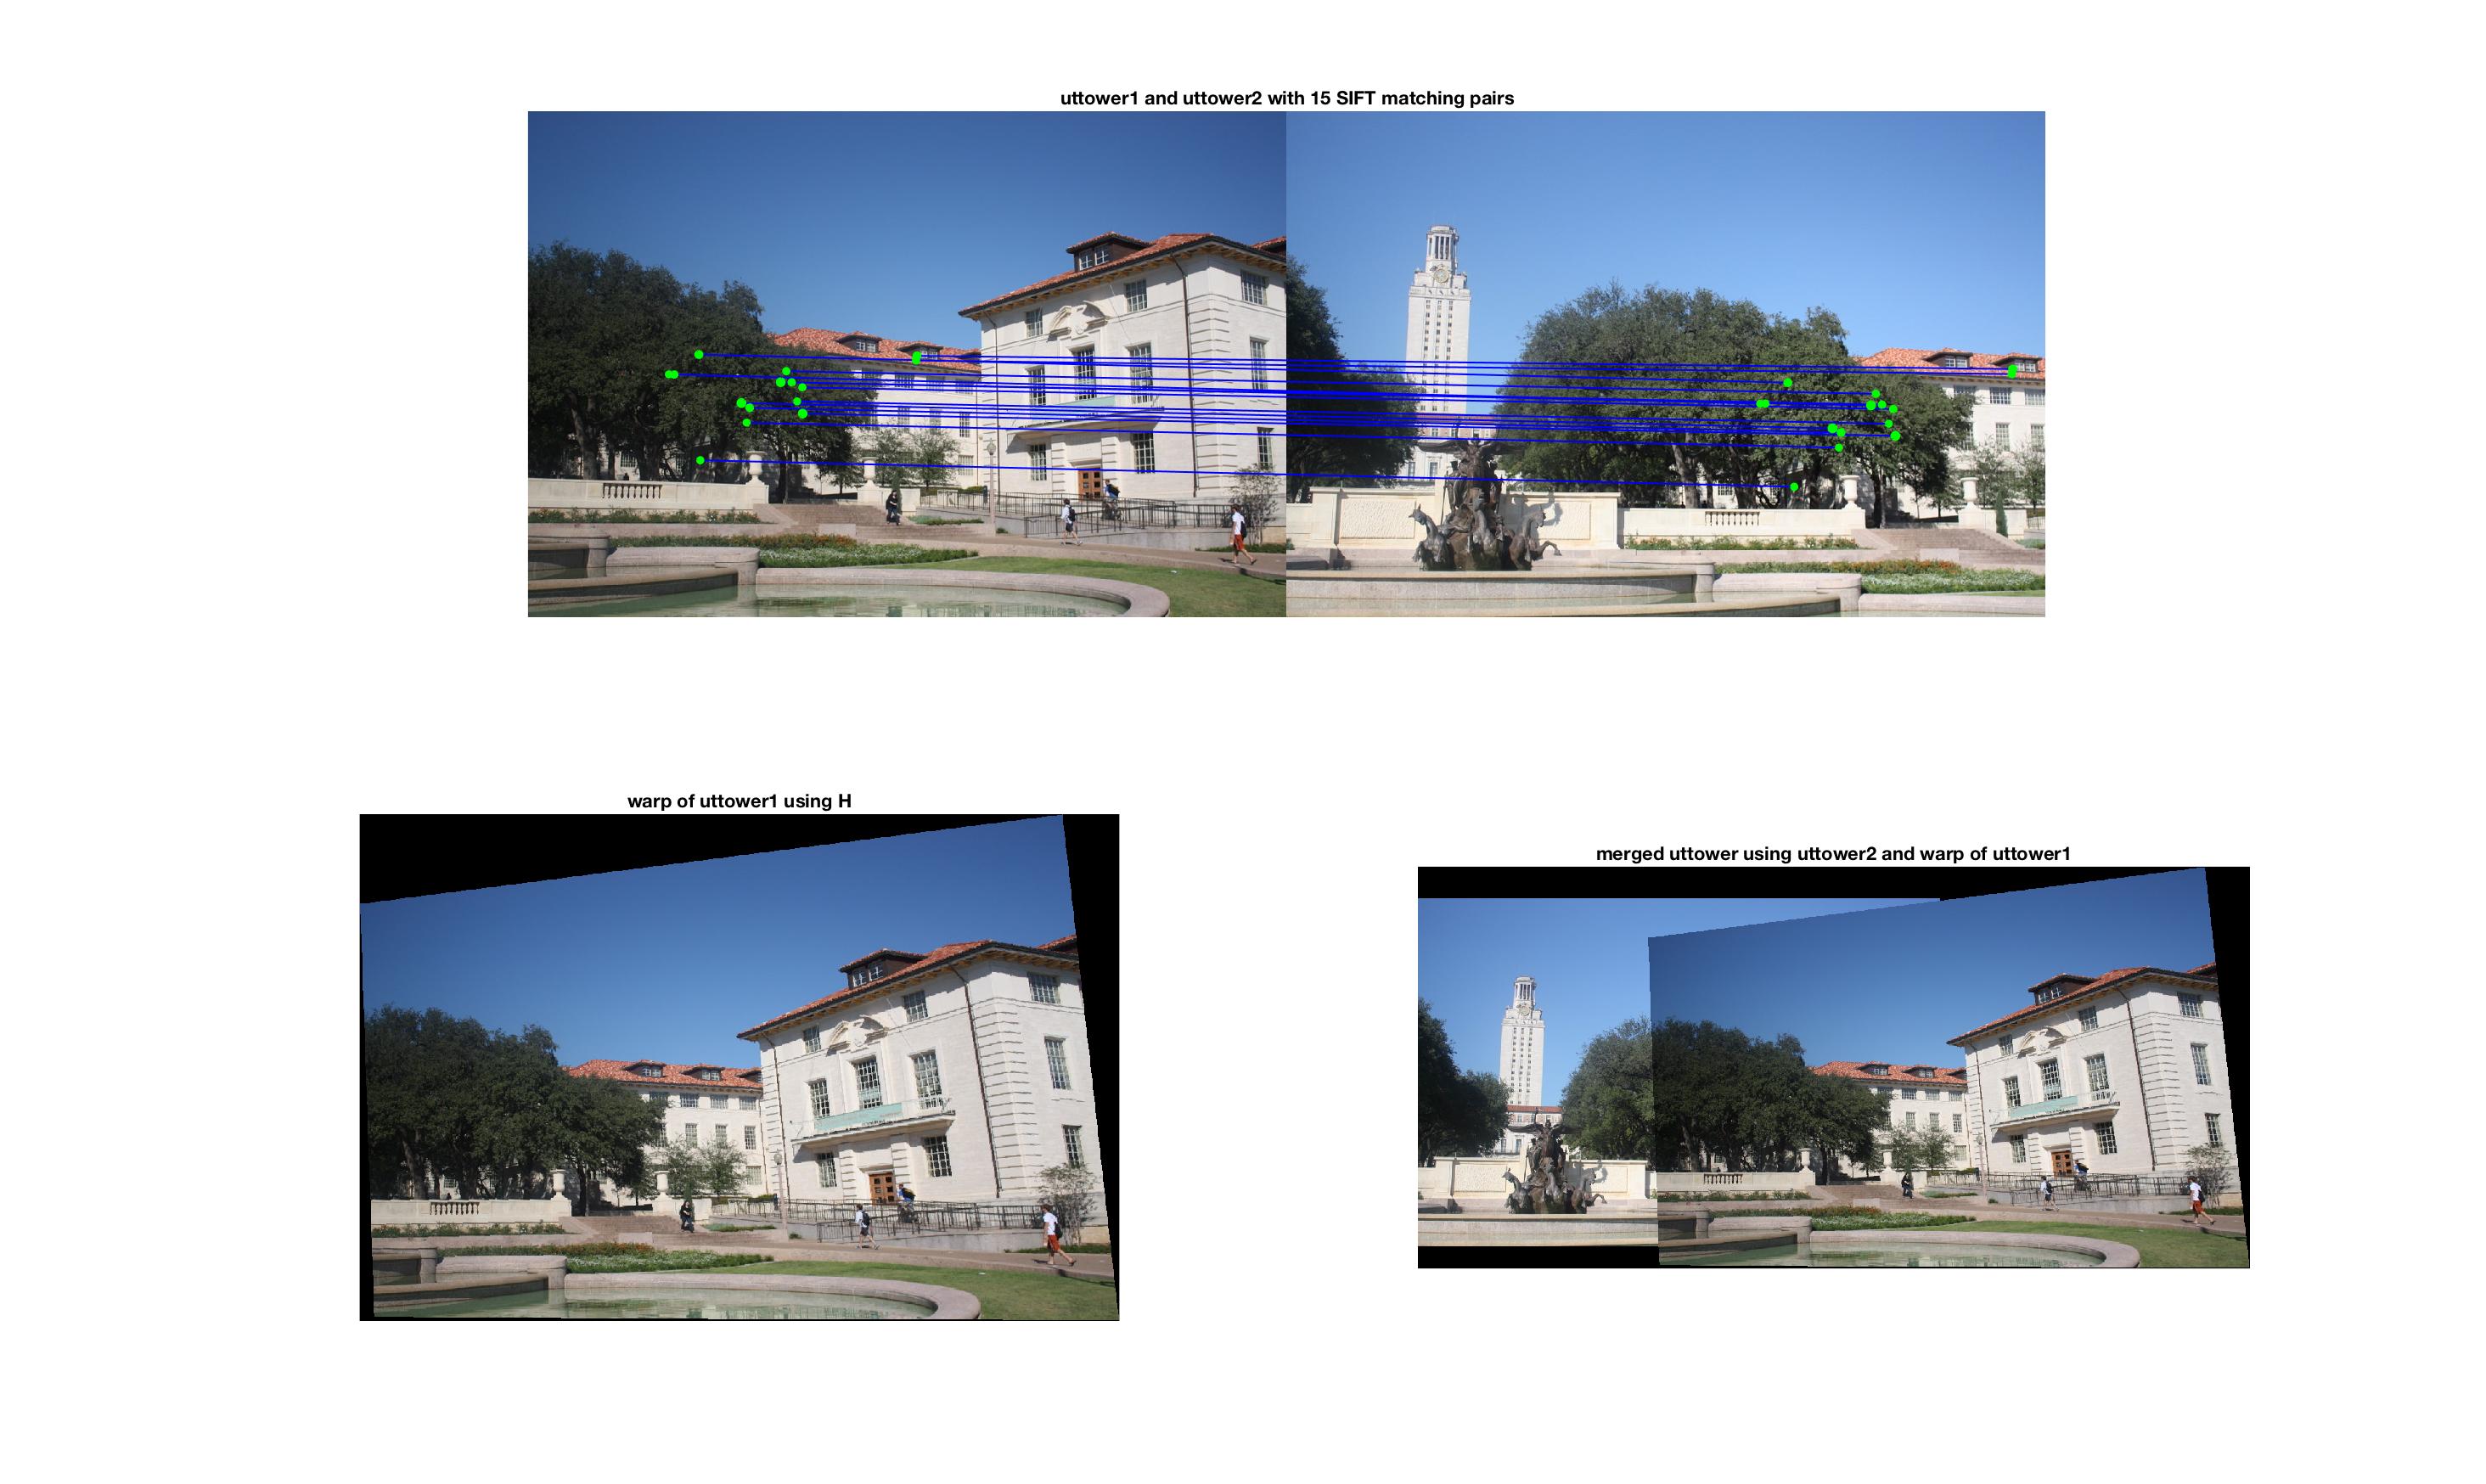 uttower1 and uttower2 with 15 SIFT matching pairs
warp of uttower1 using H
merged uttower using uttower2 and warp of uttower1